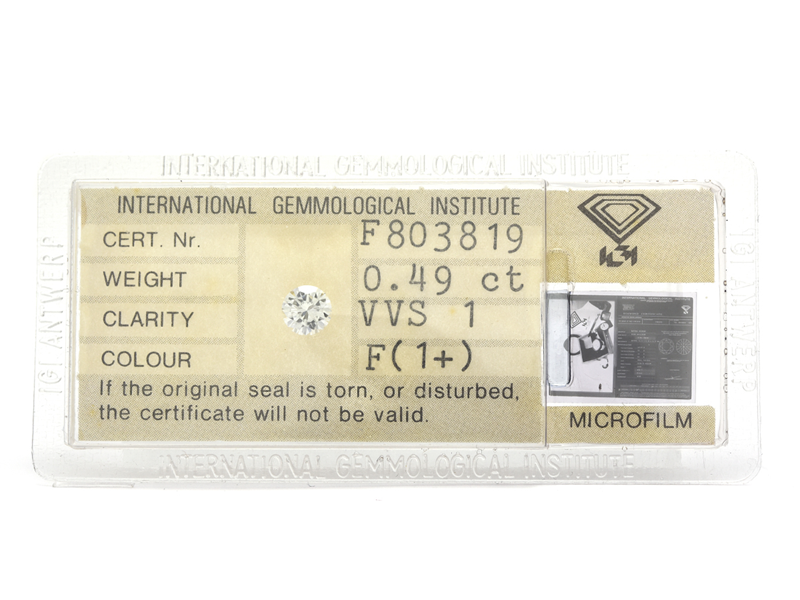 INTERNATIONAL GEMMOLOGICAL INSTITUTE
INTERNATIONAL GEMMOLOGICAL INSTITUTE
CERT. Nr. F803819
WEIGHT 0.49 ct
CLARITY VVS 1
COLOUR F(1+)
If the original seal is torn, or disturbed,
the certificate will not be valid.
IGI
MICROFILM
IGI ANTWERP
IGI ANTWERP
INTERNATIONAL GEMMOLOGICAL INSTITUTE